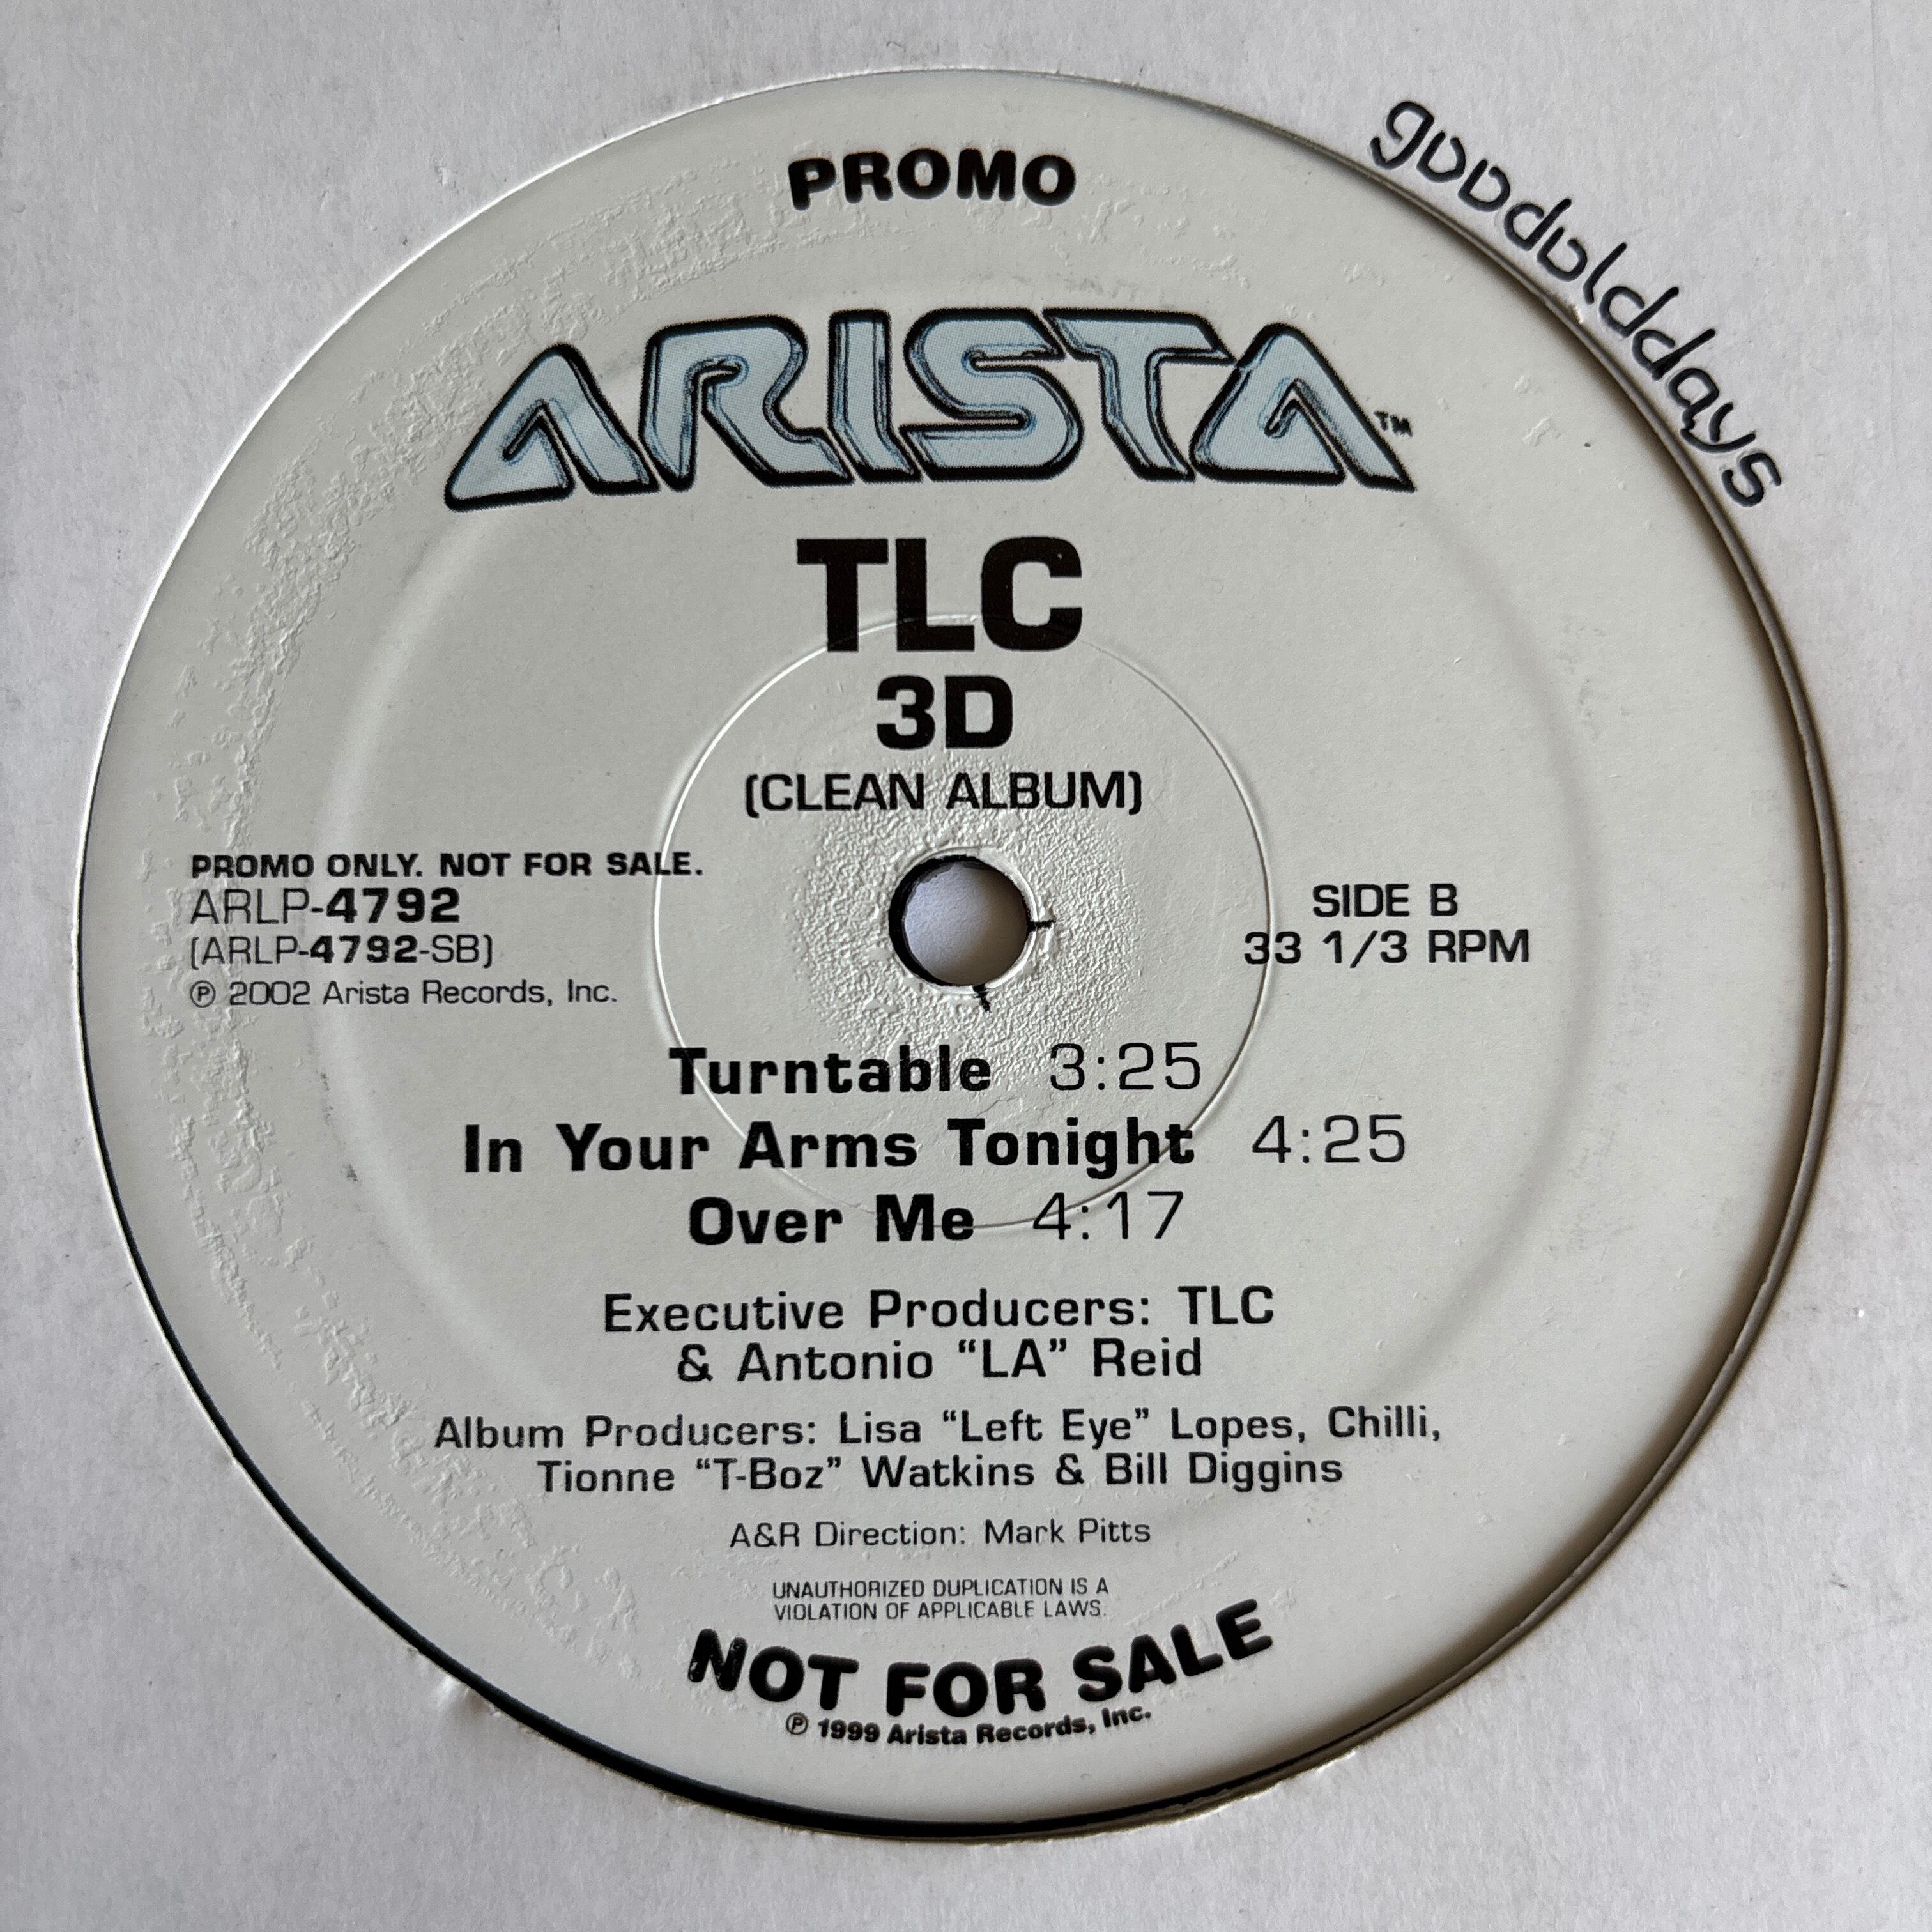 PROMO
goodolddays
ARISTA™
TLC
3D
(CLEAN ALBUM)
PROMO ONLY. NOT FOR SALE.
ARLP-4792
(ARLP-4792-SB)
℗ 2002 Arista Records, Inc.
SIDE B
33 1/3 RPM
Turntable 3:25
In Your Arms Tonight 4:25
Over Me 4:17
Executive Producers: TLC
& Antonio “LA” Reid
Album Producers: Lisa “Left Eye” Lopes, Chilli,
Tionne “T-Boz” Watkins & Bill Diggins
A&R Direction: Mark Pitts
UNAUTHORIZED DUPLICATION IS A
VIOLATION OF APPLICABLE LAWS.
NOT FOR SALE
℗ 1999 Arista Records, Inc.